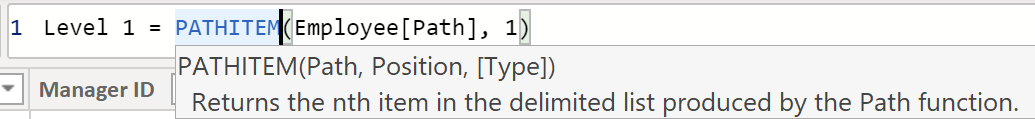 1 Level 1 = PATHITEM(Employee[Path], 1)
PATHITEM(Path, Position, [Type])
Manager ID
Returns the nth item in the delimited list produced by the Path function.